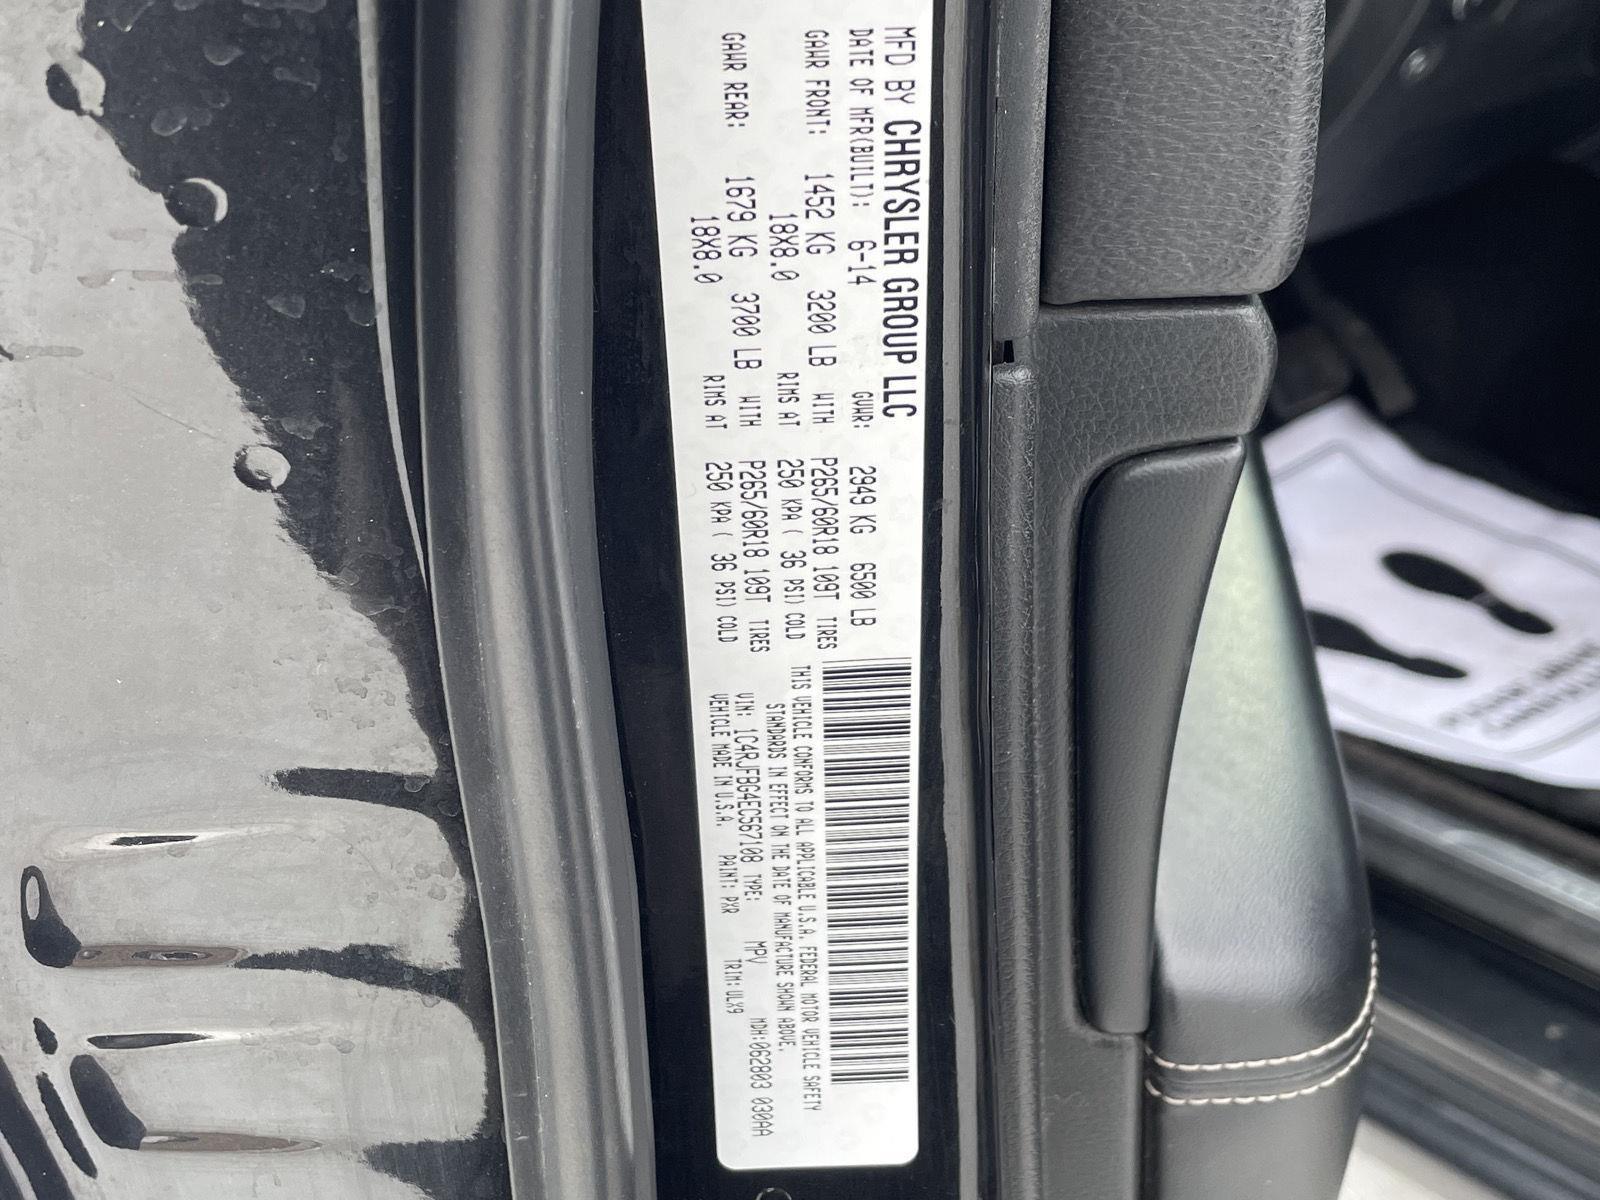 MFD BY CHRYSLER GROUP LLC
DATE OF MFR(BUILT): 6-14 GVWR: 2949 KG 6500 LB
GAWR FRONT: 1452 KG 3200 LB WITH P265/60R18 109T TIRES
18X8.0 RIMS AT 250 KPA ( 36 PSI) COLD
GAWR REAR: 1679 KG 3700 LB WITH P265/60R18 109T TIRES
18X8.0 RIMS AT 250 KPA ( 36 PSI) COLD
THIS VEHICLE CONFORMS TO ALL APPLICABLE U.S.A. FEDERAL MOTOR VEHICLE SAFETY
STANDARDS IN EFFECT ON THE DATE OF MANUFACTURE SHOWN ABOVE.
VIN: 1C4RJFBG4EC567108 TYPE: MPV MDH:062803 030AA
VEHICLE MADE IN U.S.A. PAINT: PXR TRIM: ULX9